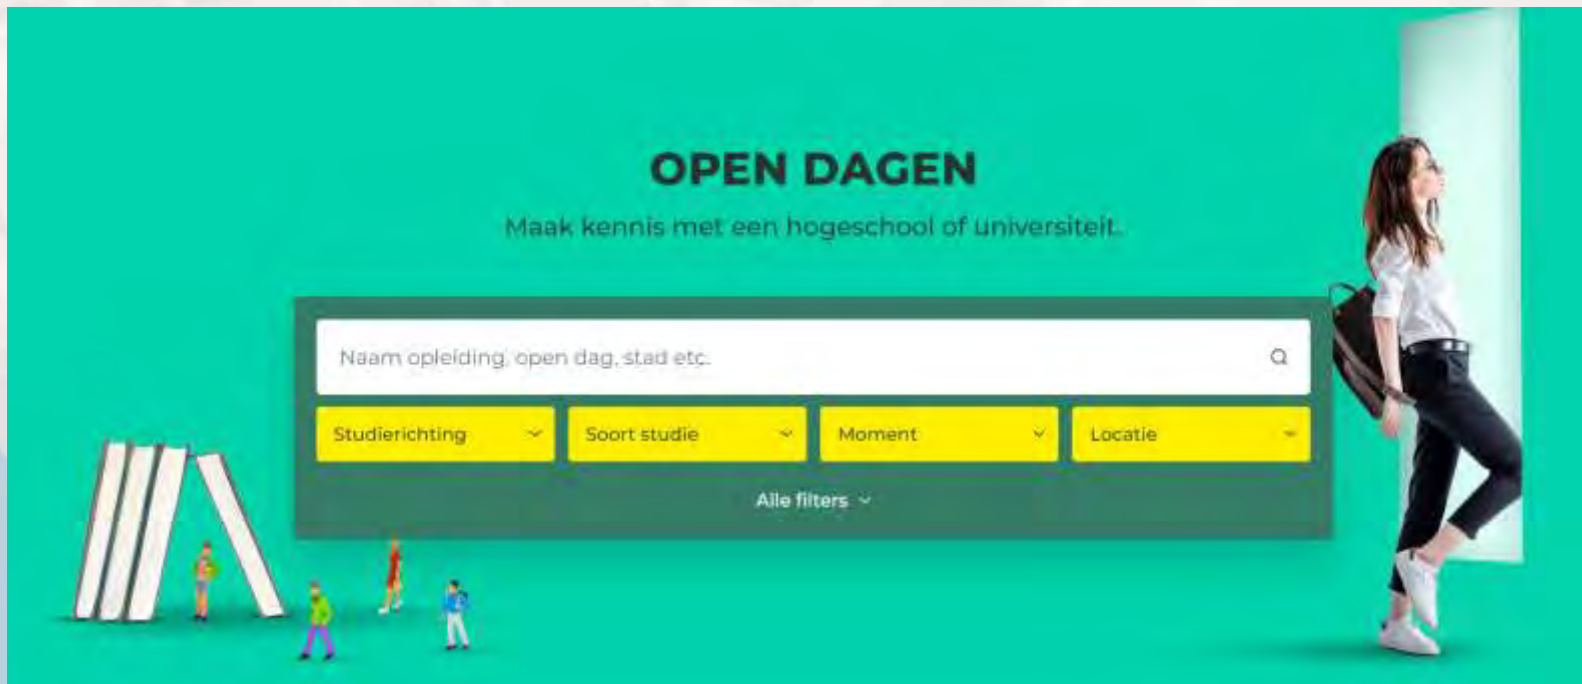 OPEN DAGEN
Maak kennis met een hogeschool of universiteit.
Naam opleiding, open dag, stad etc.
Studierichting
Soort studie
Moment
Locatie
Alle filters